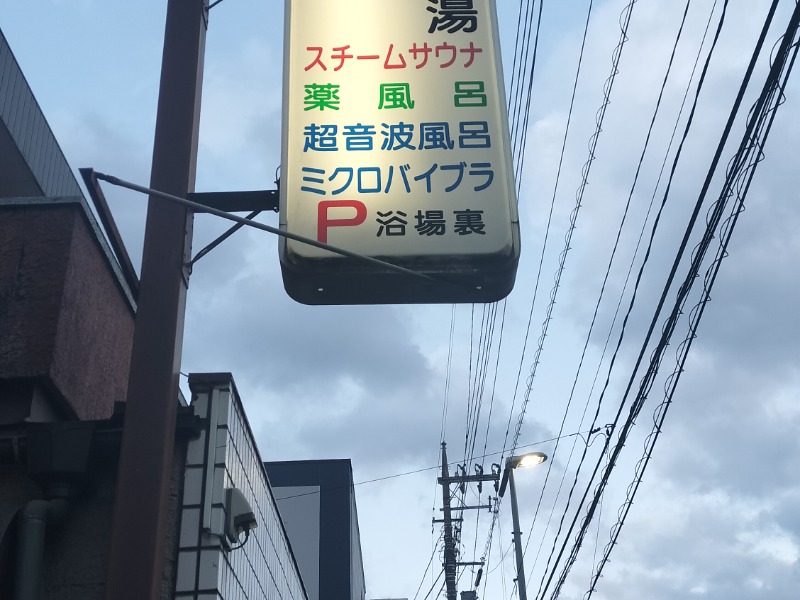 湯
スチームサウナ
薬風呂
超音波風呂
ミクロバイブラ
P浴場裏